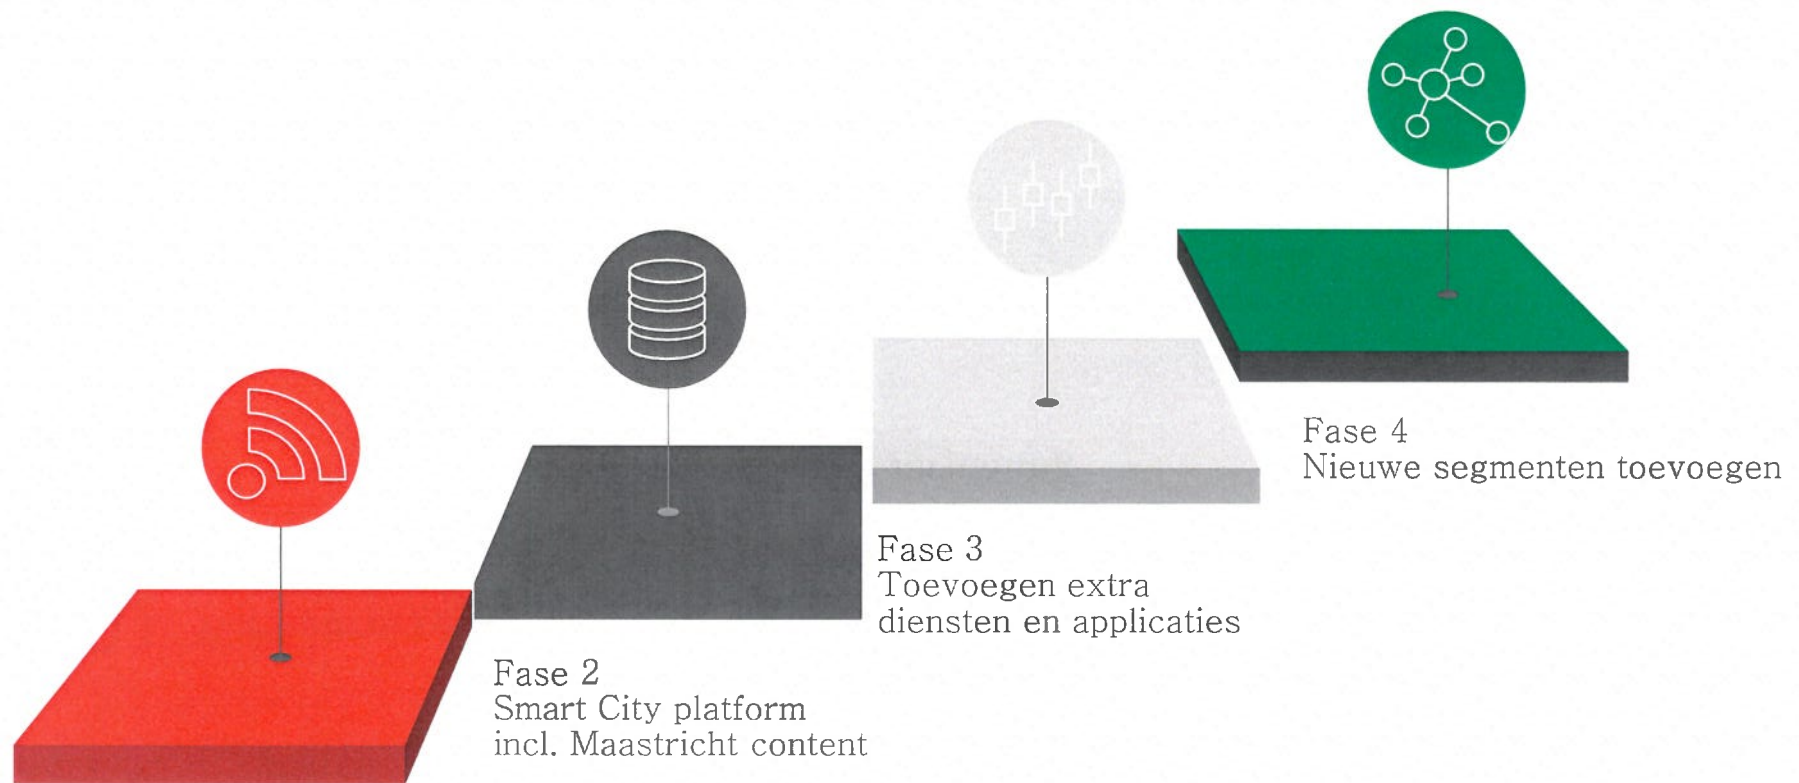 Fase 4
Nieuwe segmenten toevoegen
Fase 3
Toevoegen extra
diensten en applicaties
Fase 2
Smart City platform
incl. Maastricht content